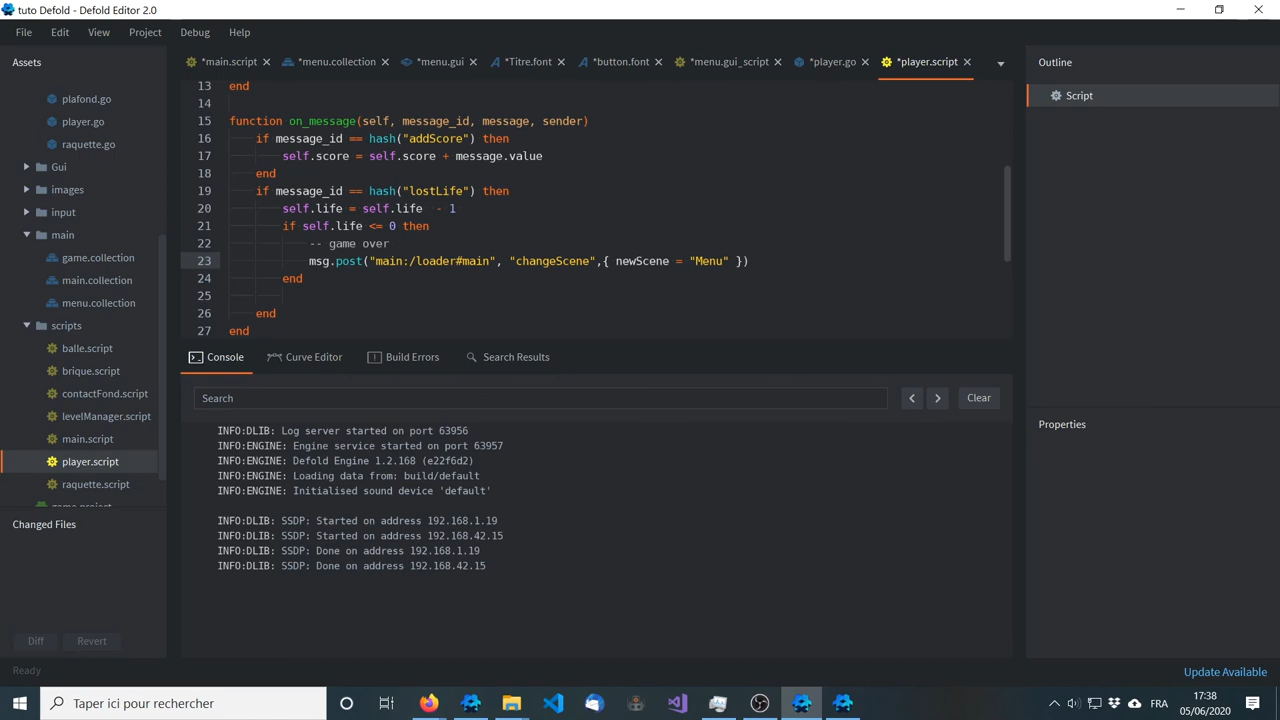 tuto Defold - Defold Editor 2.0
File Edit View Project Debug Help
Assets
plafond.go
player.go
raquette.go
Gui
images
input
main
game.collection
main.collection
menu.collection
scripts
balle.script
brique.script
contactFond.script
levelManager.script
main.script
player.script
raquette.script
game.project
Changed Files
Diff Revert
Ready
*main.script *menu.collection *menu.gui *Titre.font *button.font *menu.gui_script *player.go *player.script
13 end
14
15 function on_message(self, message_id, message, sender)
16 if message_id == hash("addScore") then
17 self.score = self.score + message.value
18 end
19 if message_id == hash("lostLife") then
20 self.life = self.life - 1
21 if self.life <= 0 then
22 -- game over
23 msg.post("main:/loader#main", "changeScene",{ newScene = "Menu" })
24 end
25
26 end
27 end
Console Curve Editor Build Errors Search Results
Search Clear
INFO:DLIB: Log server started on port 63956
INFO:ENGINE: Engine service started on port 63957
INFO:ENGINE: Defold Engine 1.2.168 (e22f6d2)
INFO:ENGINE: Loading data from: build/default
INFO:ENGINE: Initialised sound device 'default'
INFO:DLIB: SSDP: Started on address 192.168.1.19
INFO:DLIB: SSDP: Started on address 192.168.42.15
INFO:DLIB: SSDP: Done on address 192.168.1.19
INFO:DLIB: SSDP: Done on address 192.168.42.15
Outline
Script
Properties
Update Available
Taper ici pour rechercher
FRA
17:38
05/06/2020